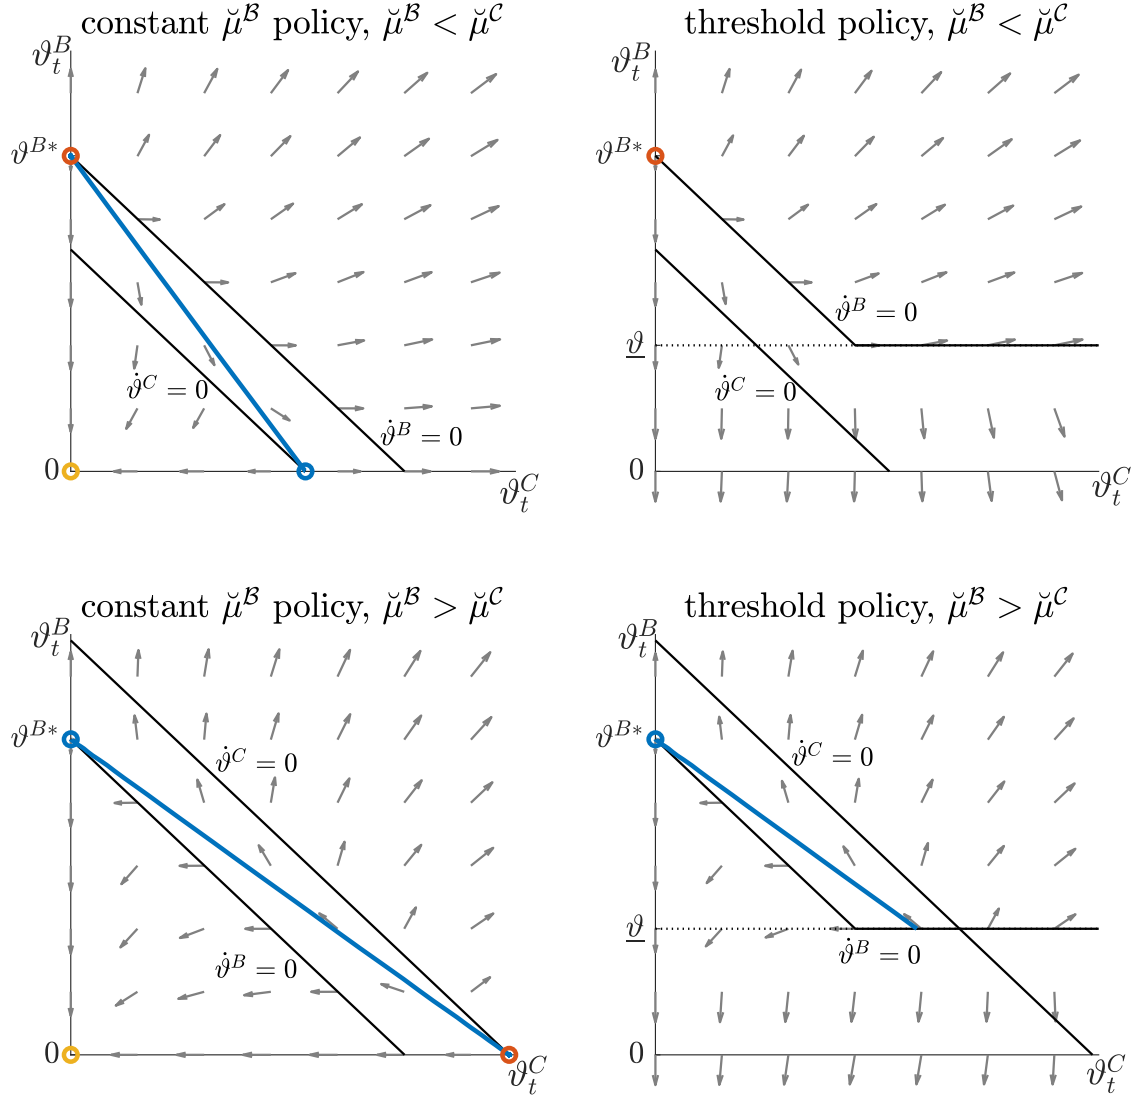 constant μ̆^ℬ policy, μ̆^ℬ < μ̆^𝒞
ϑ_t^B
ϑ^{B*}
ϑ̇^C = 0
ϑ̇^B = 0
0
ϑ_t^C
threshold policy, μ̆^ℬ < μ̆^𝒞
ϑ_t^B
ϑ^{B*}
ϑ̇^B = 0
ϑ̲
ϑ̇^C = 0
0
ϑ_t^C
constant μ̆^ℬ policy, μ̆^ℬ > μ̆^𝒞
ϑ_t^B
ϑ^{B*}
ϑ̇^C = 0
ϑ̇^B = 0
0
ϑ_t^C
threshold policy, μ̆^ℬ > μ̆^𝒞
ϑ_t^B
ϑ^{B*}
ϑ̇^C = 0
ϑ̲
ϑ̇^B = 0
0
ϑ_t^C